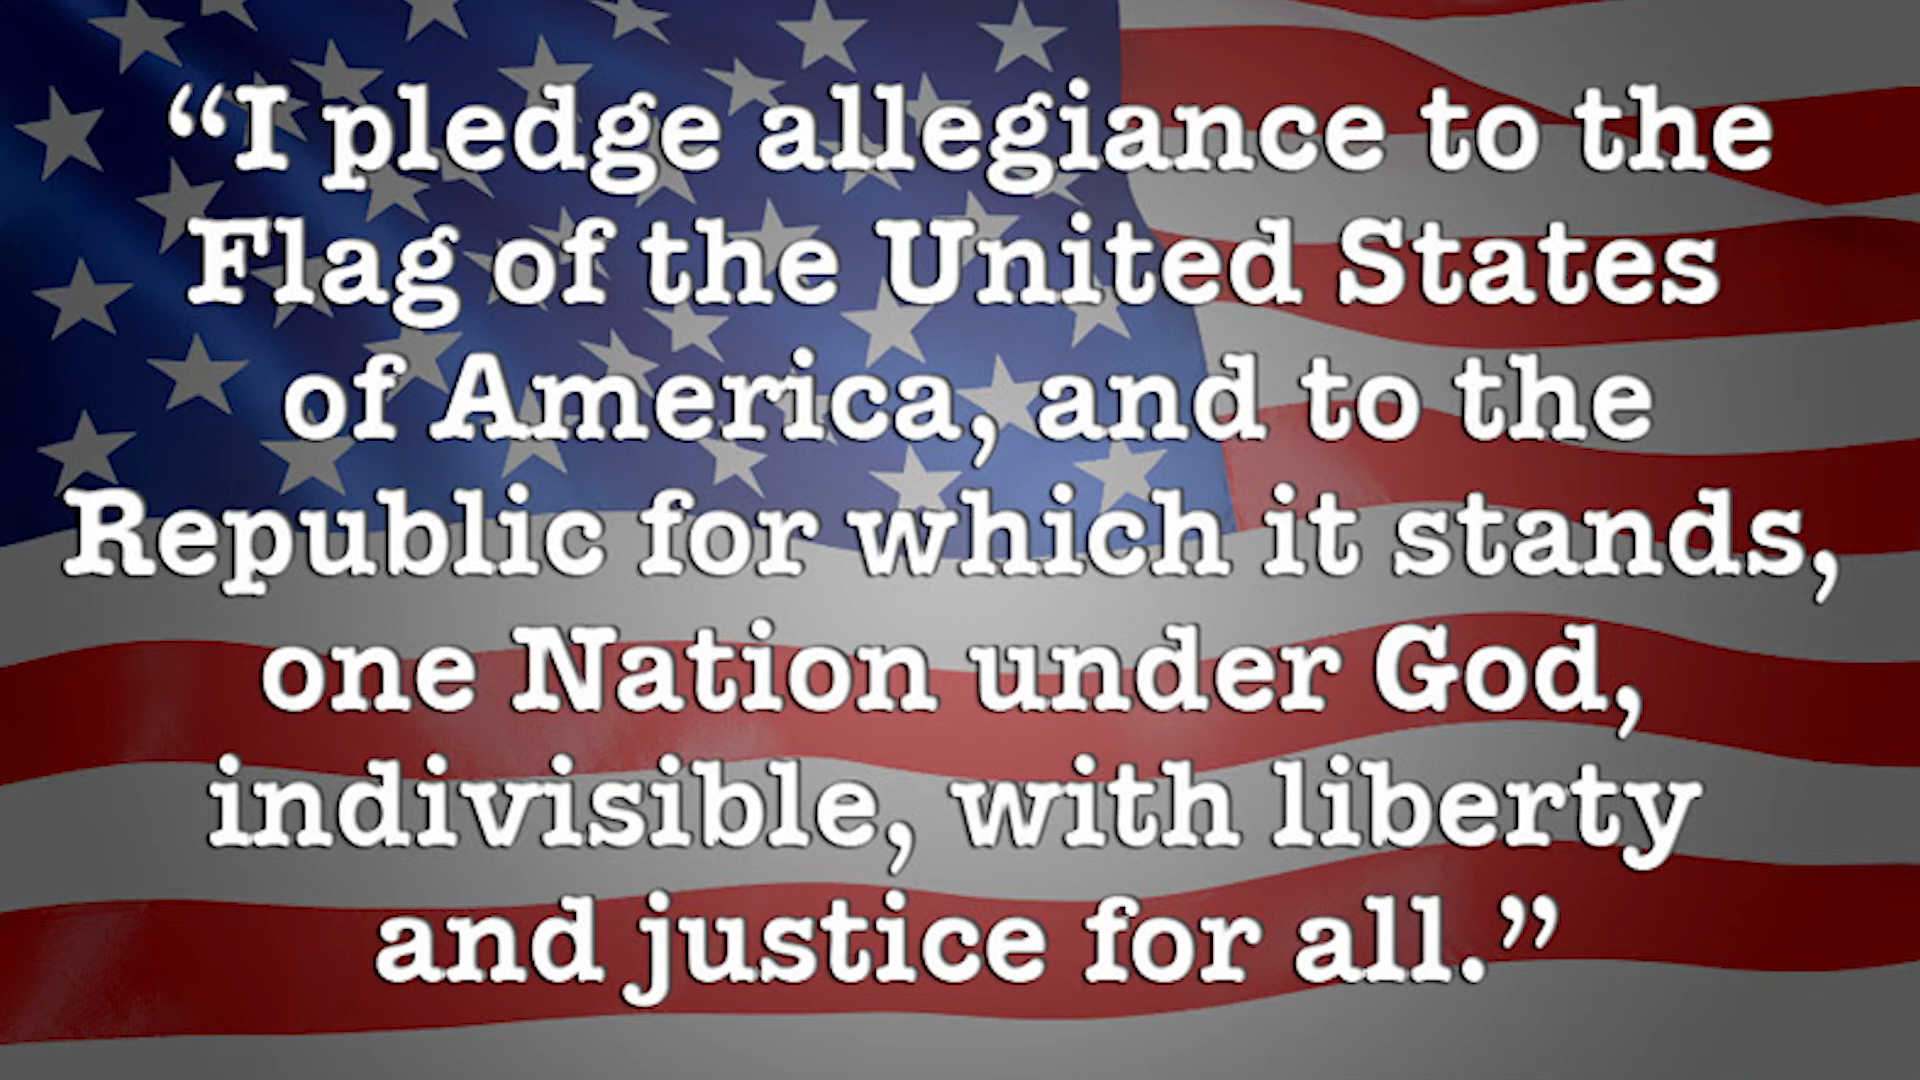 “I pledge allegiance to the
Flag of the United States
of America, and to the
Republic for which it stands,
one Nation under God,
indivisible, with liberty
and justice for all.”